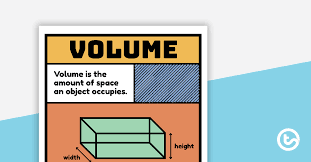 VOLUME
Volume is the
amount of space
an object occupies.
height
width